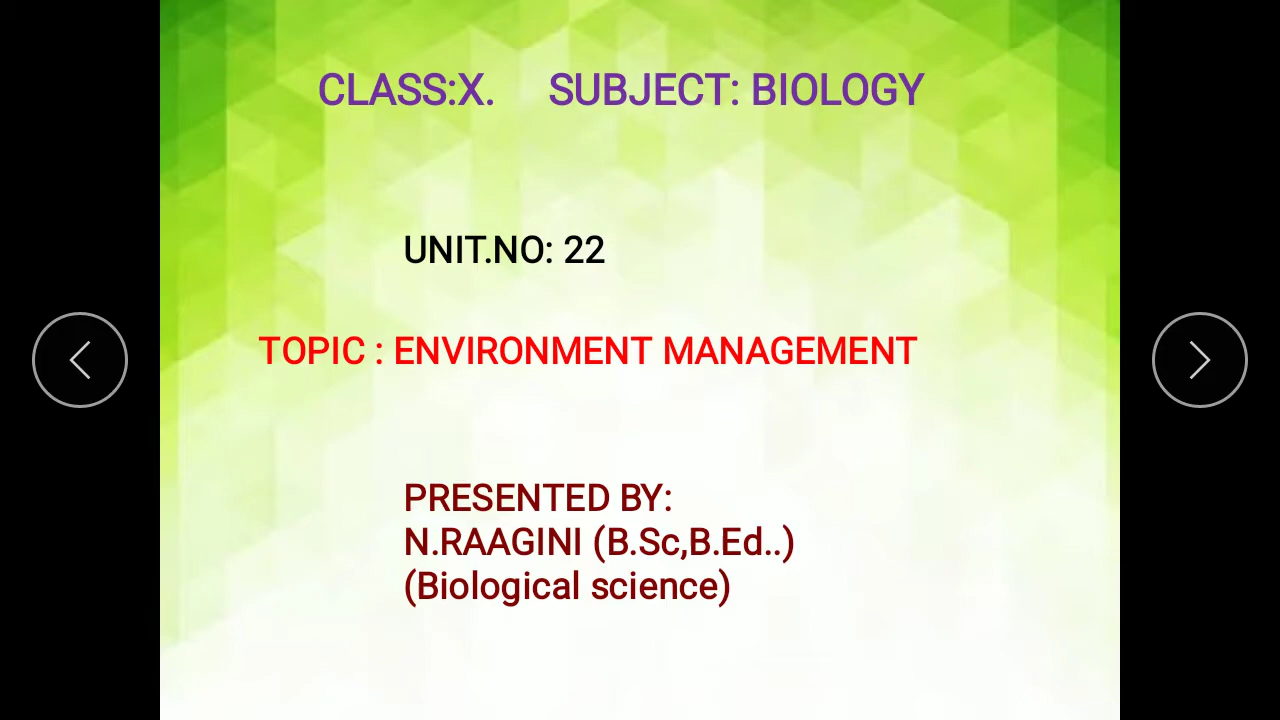 CLASS:X. SUBJECT: BIOLOGY
UNIT.NO: 22
TOPIC : ENVIRONMENT MANAGEMENT
PRESENTED BY:
N.RAAGINI (B.Sc,B.Ed..)
(Biological science)